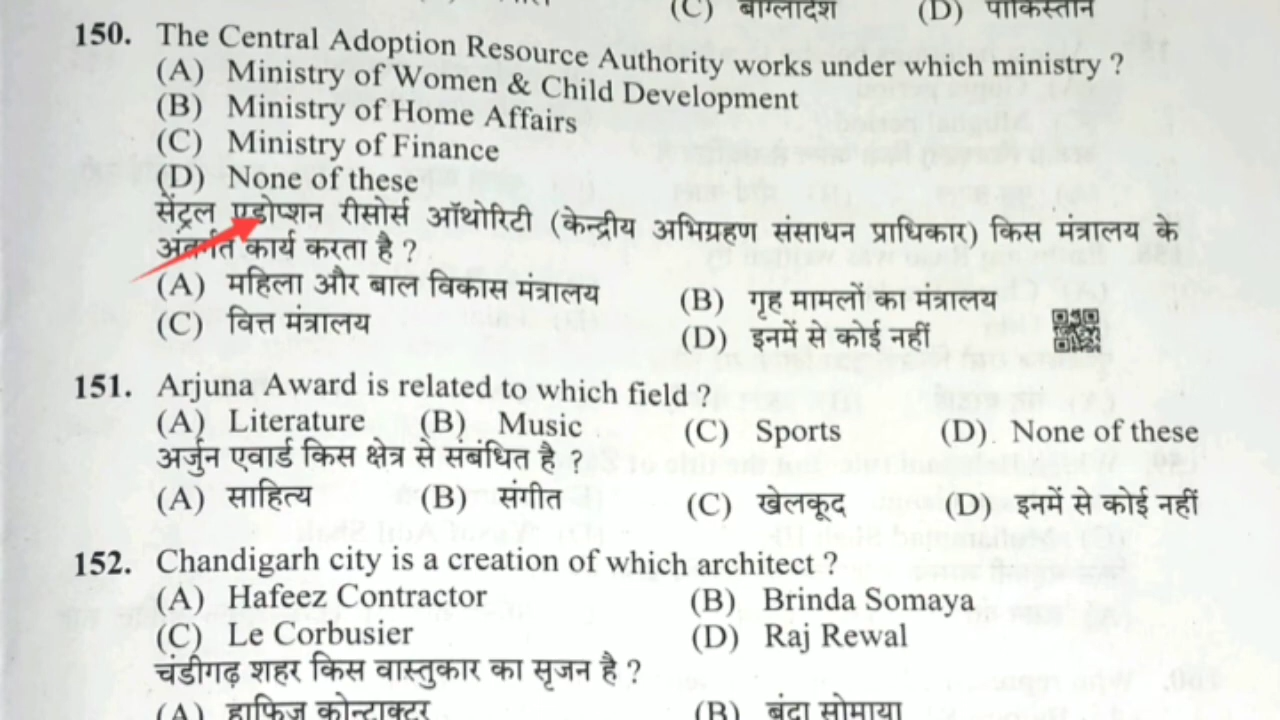 (C) बांग्लादेश (D) पाकिस्तान
150. The Central Adoption Resource Authority works under which ministry ?
(A) Ministry of Women & Child Development
(B) Ministry of Home Affairs
(C) Ministry of Finance
(D) None of these
सेंट्रल एडोप्शन रीसोर्स ऑथोरिटी (केन्द्रीय अभिग्रहण संसाधन प्राधिकार) किस मंत्रालय के
अंतर्गत कार्य करता है ?
(A) महिला और बाल विकास मंत्रालय (B) गृह मामलों का मंत्रालय
(C) वित्त मंत्रालय (D) इनमें से कोई नहीं
151. Arjuna Award is related to which field ?
(A) Literature (B) Music (C) Sports (D) None of these
अर्जुन एवार्ड किस क्षेत्र से संबंधित है ?
(A) साहित्य (B) संगीत (C) खेलकूद (D) इनमें से कोई नहीं
152. Chandigarh city is a creation of which architect ?
(A) Hafeez Contractor (B) Brinda Somaya
(C) Le Corbusier (D) Raj Rewal
चंडीगढ़ शहर किस वास्तुकार का सृजन है ?
(A) हाफिज कोन्ट्राक्टर (B) बृंदा सोमाया